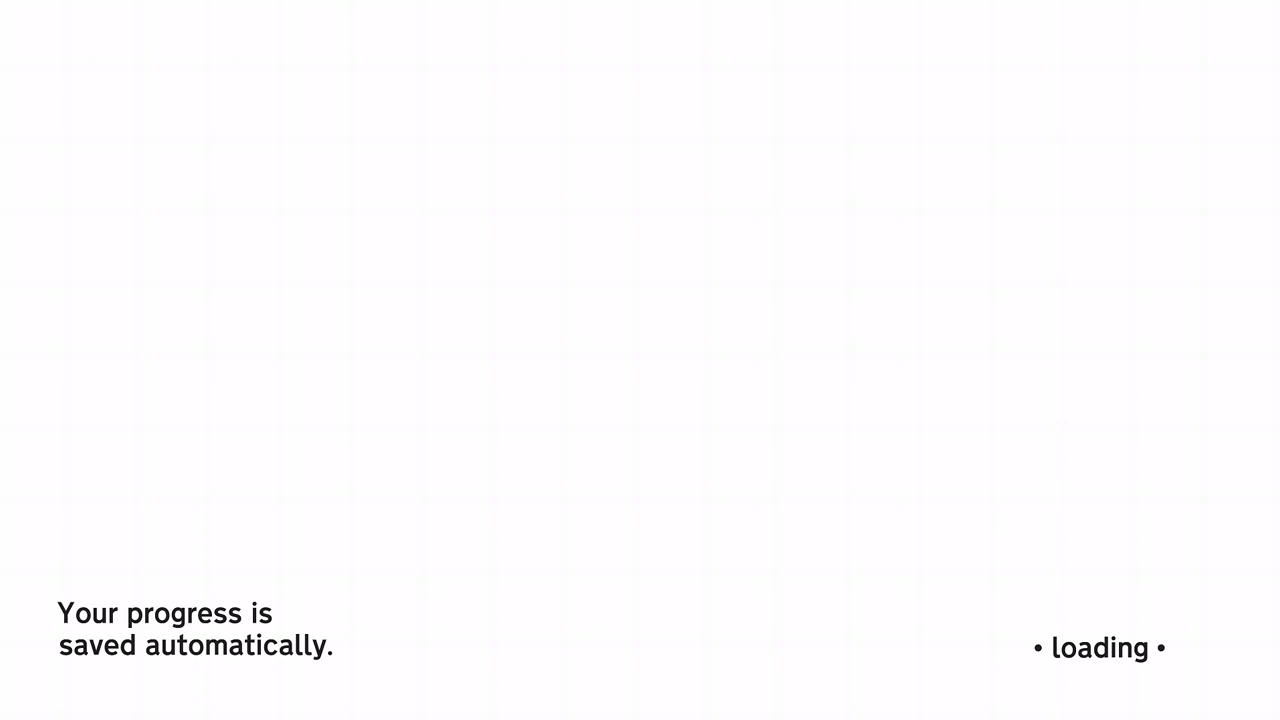 Your progress is
saved automatically.
• loading •